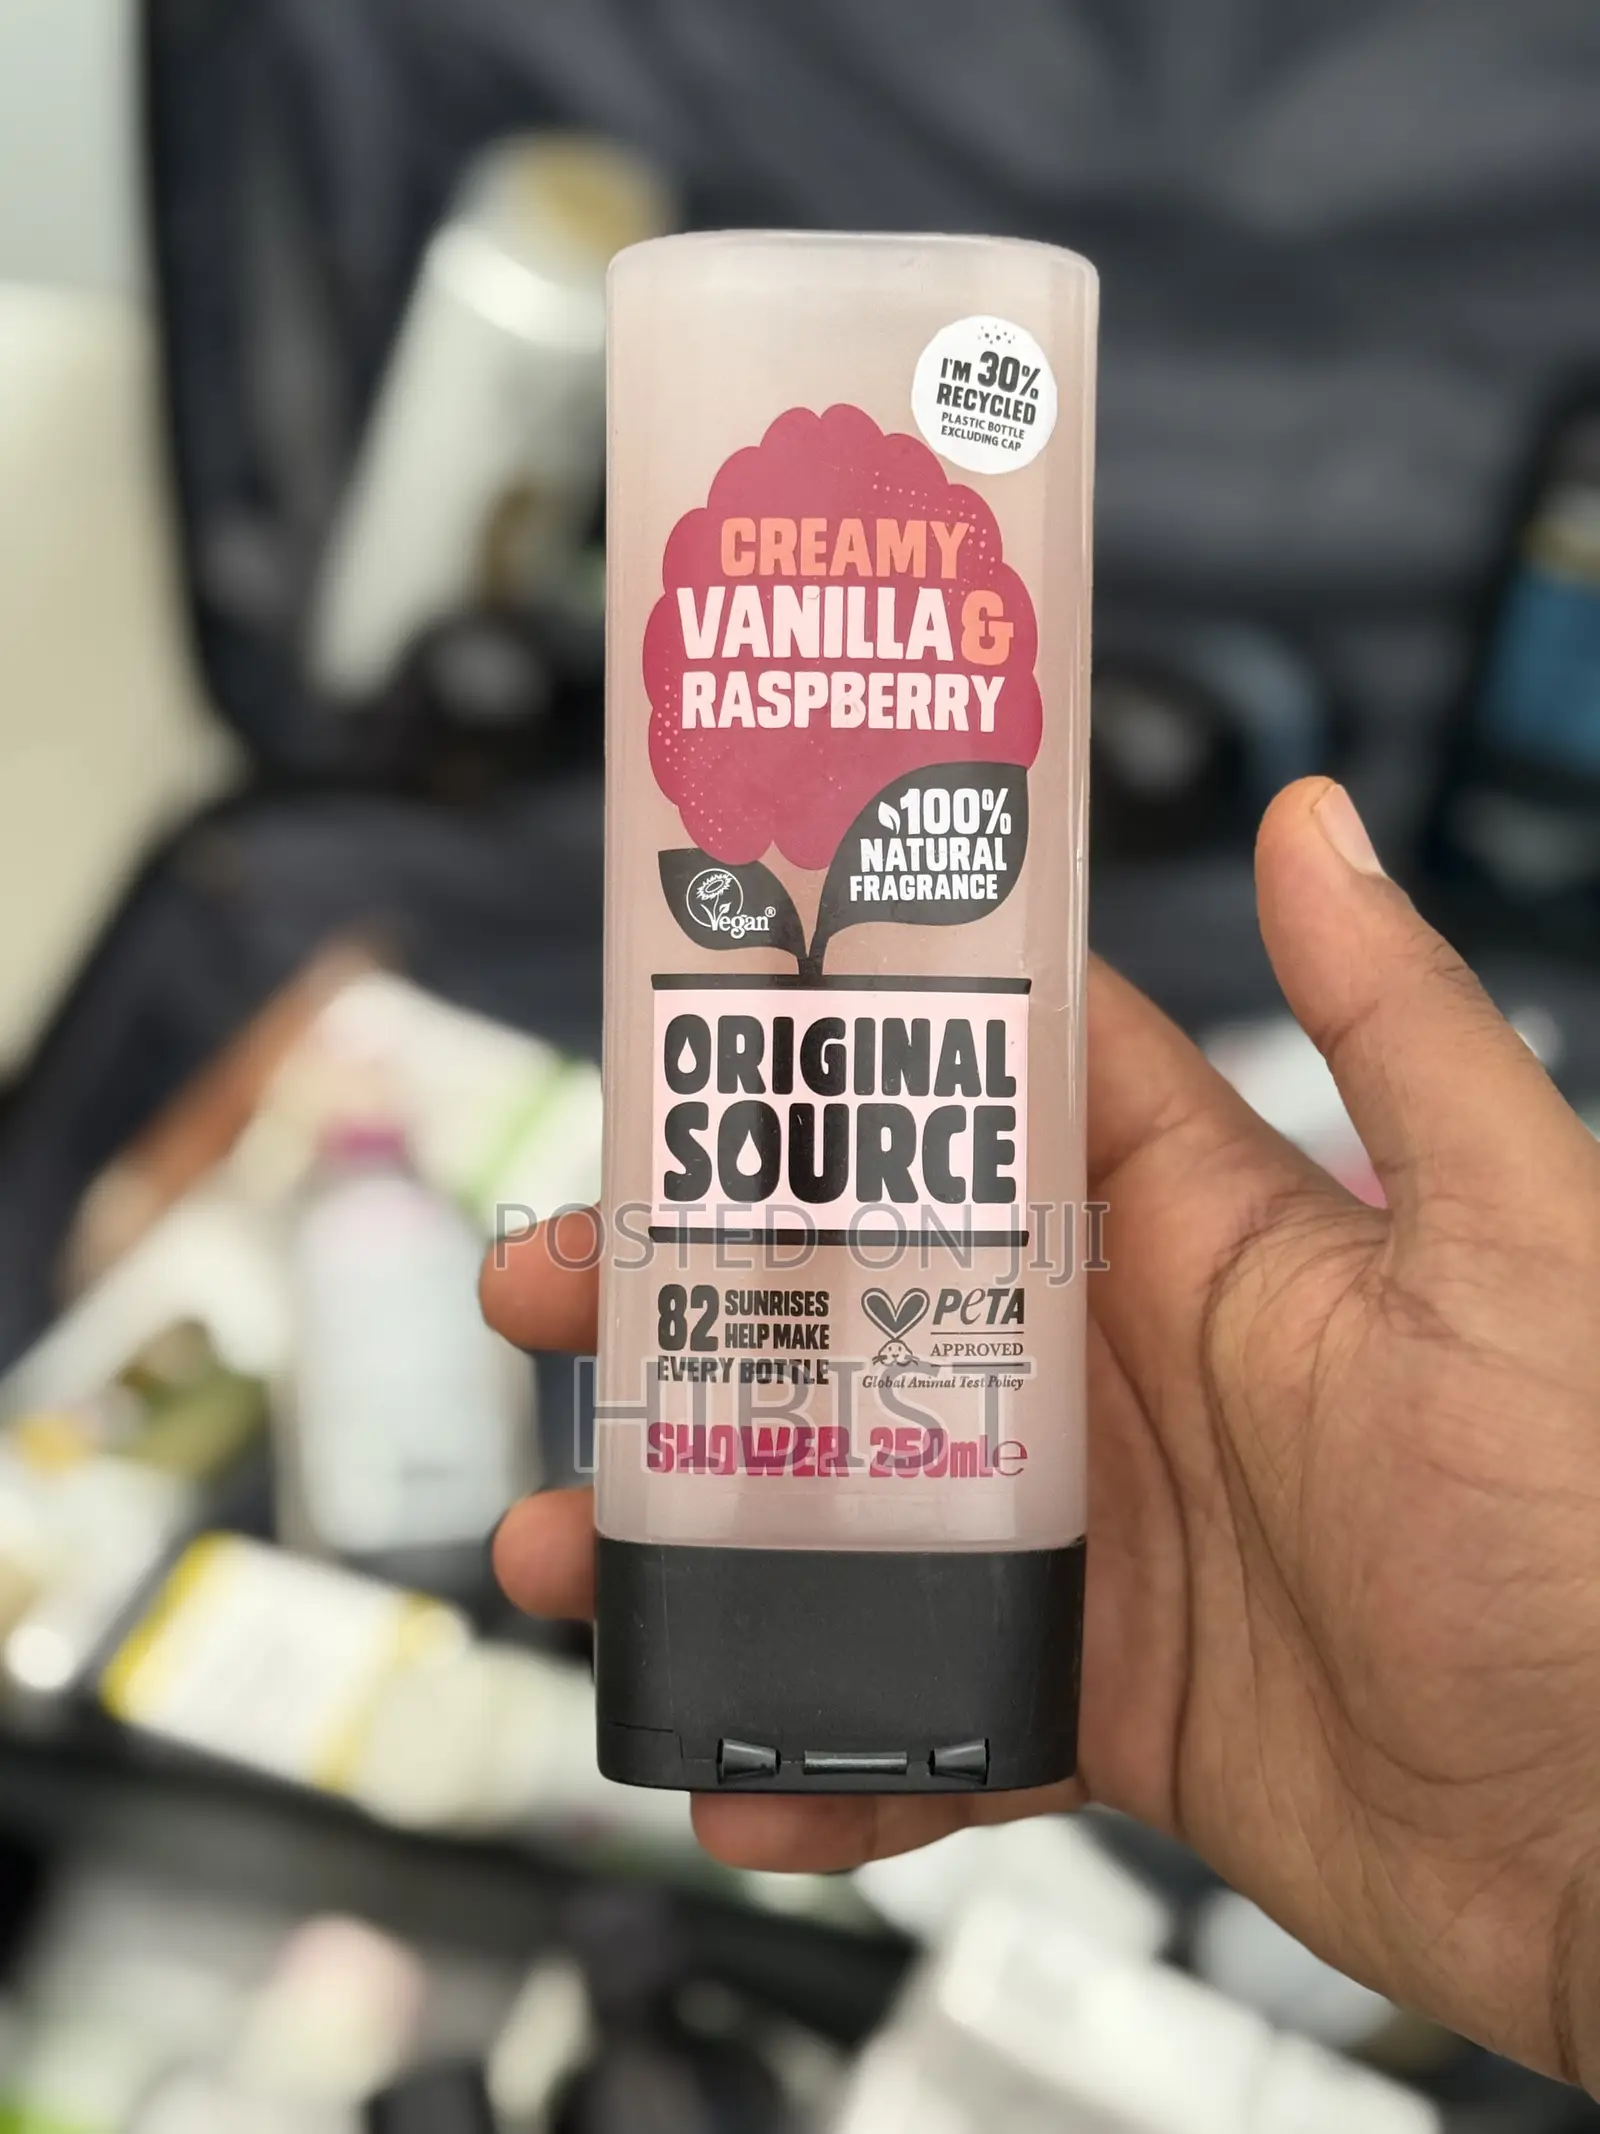 I'M 30%
RECYCLED
PLASTIC BOTTLE
EXCLUDING CAP
CREAMY
VANILLA &
RASPBERRY
100%
NATURAL
FRAGRANCE
Vegan®
ORIGINAL
SOURCE
POSTED ON JIJI
82 SUNRISES
HELP MAKE
EVERY BOTTLE
PETA
APPROVED
Global Animal Test Policy
HIBIST
SHOWER 250ml e